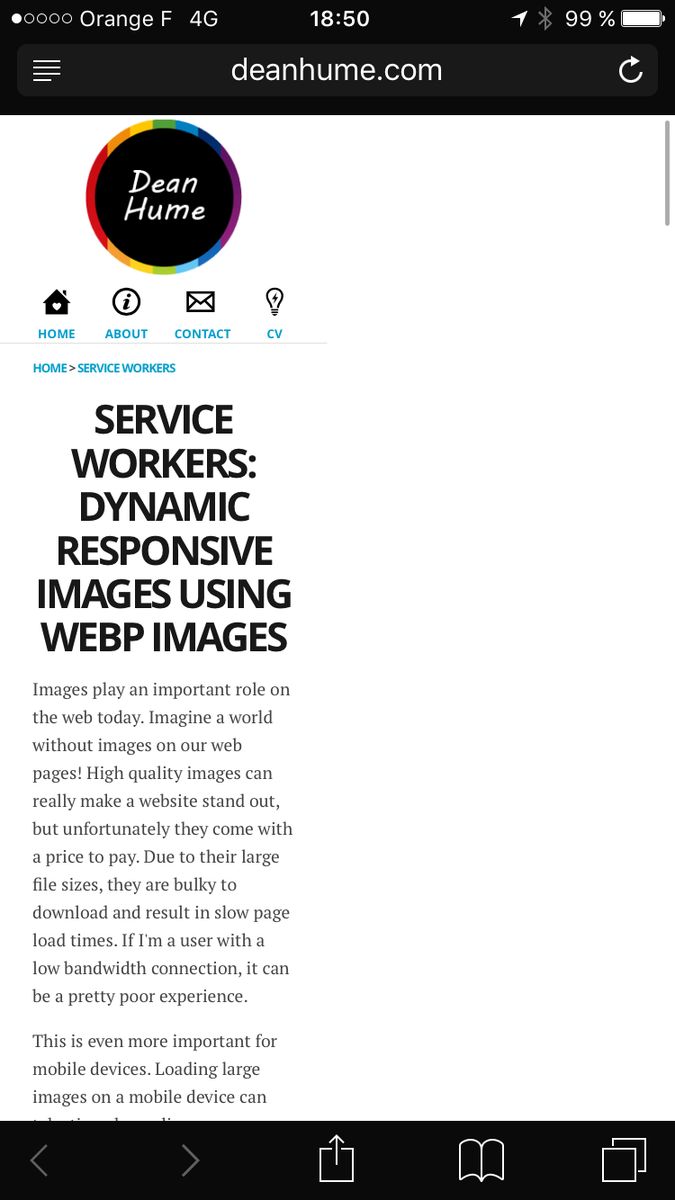 Orange F 4G 18:50 99 %
deanhume.com
Dean
Hume
HOME ABOUT CONTACT CV
HOME > SERVICE WORKERS
SERVICE
WORKERS:
DYNAMIC
RESPONSIVE
IMAGES USING
WEBP IMAGES
Images play an important role on
the web today. Imagine a world
without images on our web
pages! High quality images can
really make a website stand out,
but unfortunately they come with
a price to pay. Due to their large
file sizes, they are bulky to
download and result in slow page
load times. If I'm a user with a
low bandwidth connection, it can
be a pretty poor experience.
This is even more important for
mobile devices. Loading large
images on a mobile device can